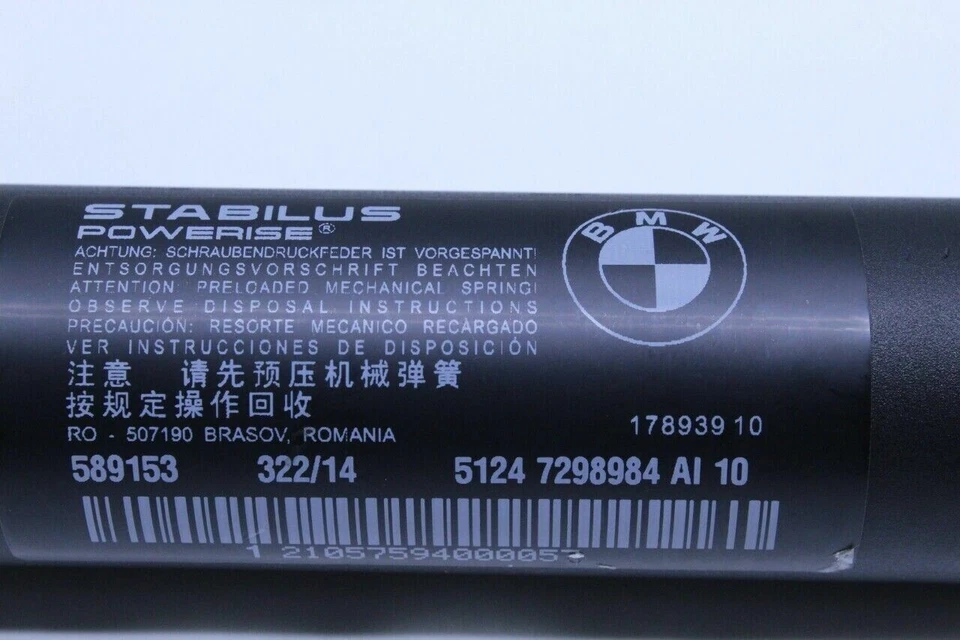 STABILUS
POWERISE®
BMW
ACHTUNG: SCHRAUBENDRUCKFEDER IST VORGESPANNT!
ENTSORGUNGSVORSCHRIFT BEACHTEN
ATTENTION: PRELOADED MECHANICAL SPRING!
OBSERVE DISPOSAL INSTRUCTIONS
PRECAUCIÓN: RESORTE MECANICO RECARGADO
VER INSTRUCCIONES DE DISPOSICIÓN
注意 请先预压机械弹簧
按规定操作回收
17893910
RO - 507190 BRASOV, ROMANIA
589153 322/14 5124 7298984 AI 10